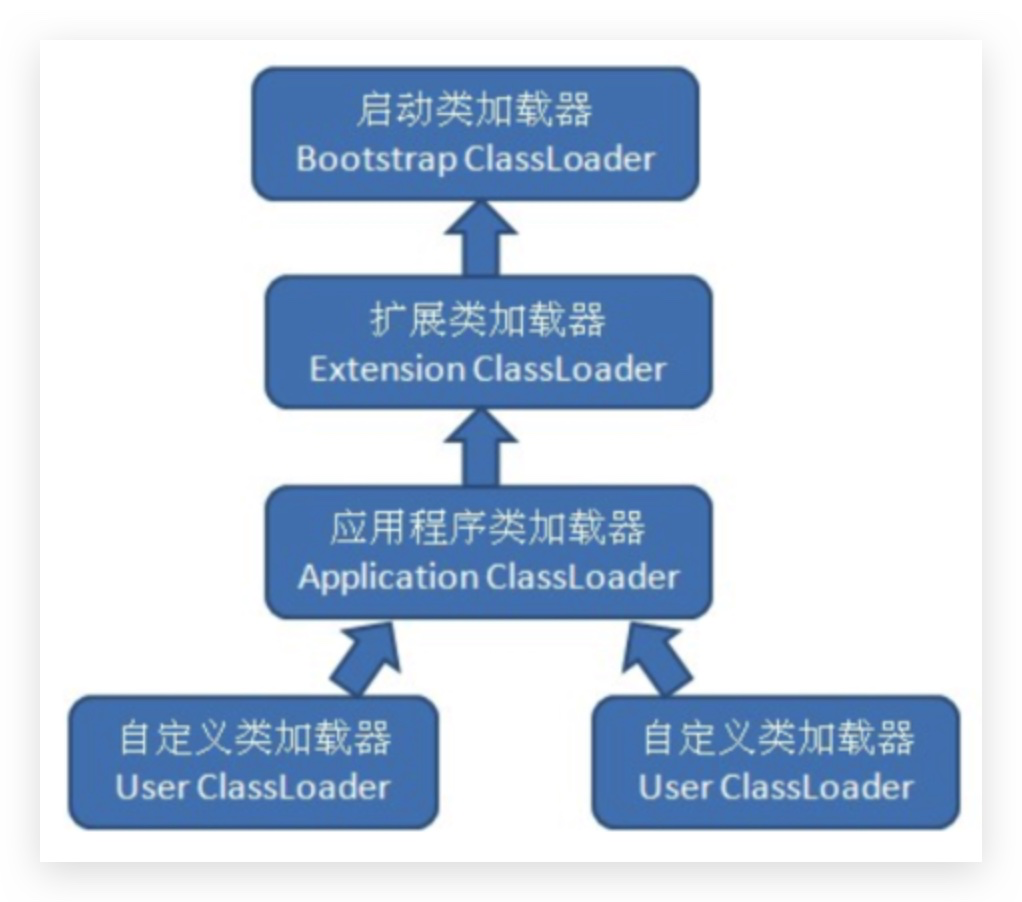 启动类加载器
Bootstrap ClassLoader
扩展类加载器
Extension ClassLoader
应用程序类加载器
Application ClassLoader
自定义类加载器
User ClassLoader
自定义类加载器
User ClassLoader